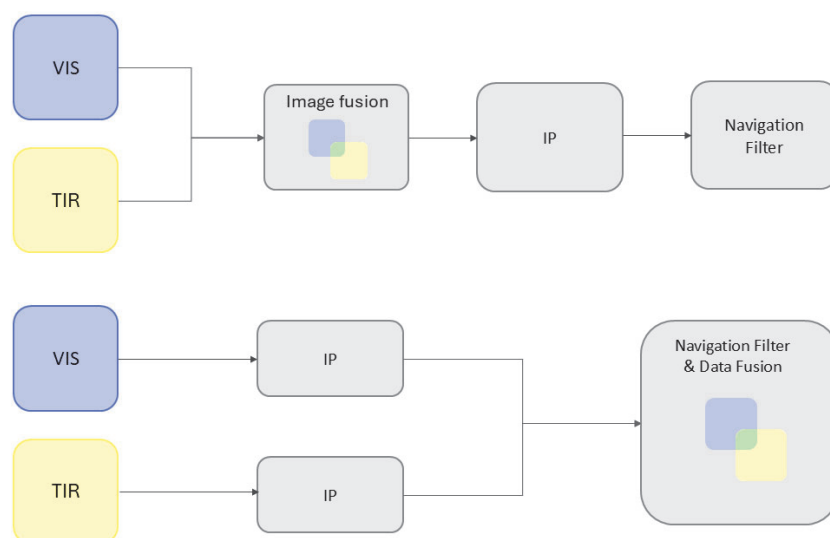 VIS
Image fusion
IP
Navigation
Filter
TIR
VIS
IP
Navigation Filter
& Data Fusion
TIR
IP